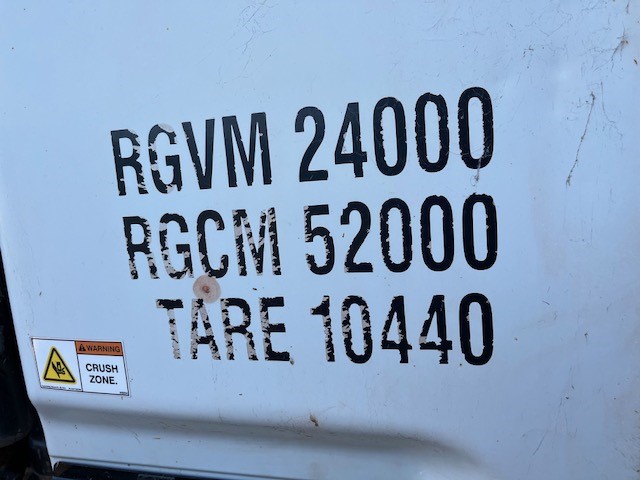 RGVM 24000
RGCM 52000
TARE 10440
WARNING
CRUSH
ZONE.